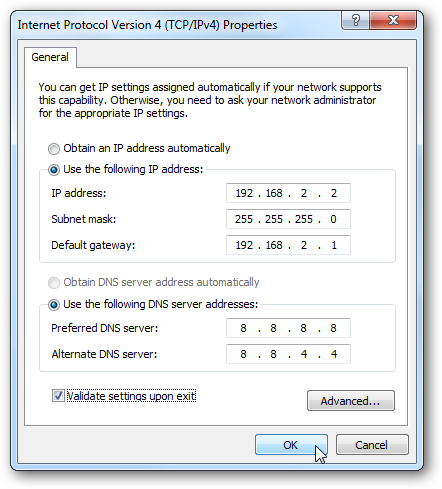 Internet Protocol Version 4 (TCP/IPv4) Properties
?
General
You can get IP settings assigned automatically if your network supports
this capability. Otherwise, you need to ask your network administrator
for the appropriate IP settings.
Obtain an IP address automatically
Use the following IP address:
IP address: 192 . 168 . 2 . 2
Subnet mask: 255 . 255 . 255 . 0
Default gateway: 192 . 168 . 2 . 1
Obtain DNS server address automatically
Use the following DNS server addresses:
Preferred DNS server: 8 . 8 . 8 . 8
Alternate DNS server: 8 . 8 . 4 . 4
Validate settings upon exit
Advanced...
OK Cancel